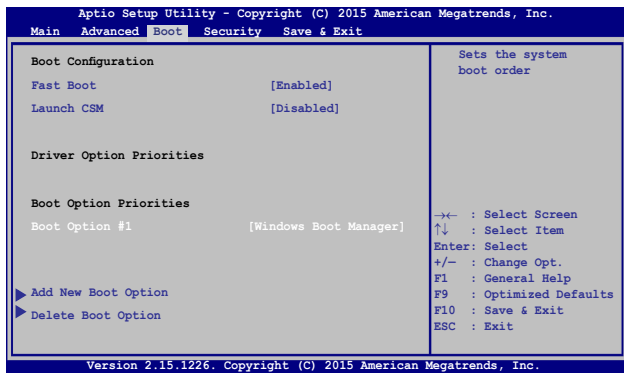 Aptio Setup Utility - Copyright (C) 2015 American Megatrends, Inc.
Main Advanced Boot Security Save & Exit
Boot Configuration
Fast Boot [Enabled]
Launch CSM [Disabled]
Driver Option Priorities
Boot Option Priorities
Boot Option #1 [Windows Boot Manager]
Add New Boot Option
Delete Boot Option
Sets the system
boot order
→← : Select Screen
↑↓ : Select Item
Enter: Select
+/— : Change Opt.
F1 : General Help
F9 : Optimized Defaults
F10 : Save & Exit
ESC : Exit
Version 2.15.1226. Copyright (C) 2015 American Megatrends, Inc.